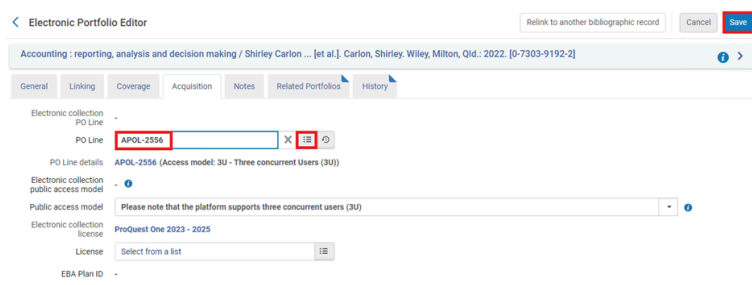 Electronic Portfolio Editor
Relink to another bibliographic record
Cancel
Save
Accounting : reporting, analysis and decision making / Shirley Carlon ... [et al.]. Carlon, Shirley. Wiley, Milton, Qld.: 2022. [0-7303-9192-2]
General Linking Coverage Acquisition Notes Related Portfolios History
Electronic collection
PO Line
-
PO Line APOL-2556
PO Line details APOL-2556 (Access model: 3U - Three concurrent Users (3U))
Electronic collection
public access model
-
Public access model Please note that the platform supports three concurrent users (3U)
Electronic collection
license
ProQuest One 2023 - 2025
License Select from a list
EBA Plan ID -